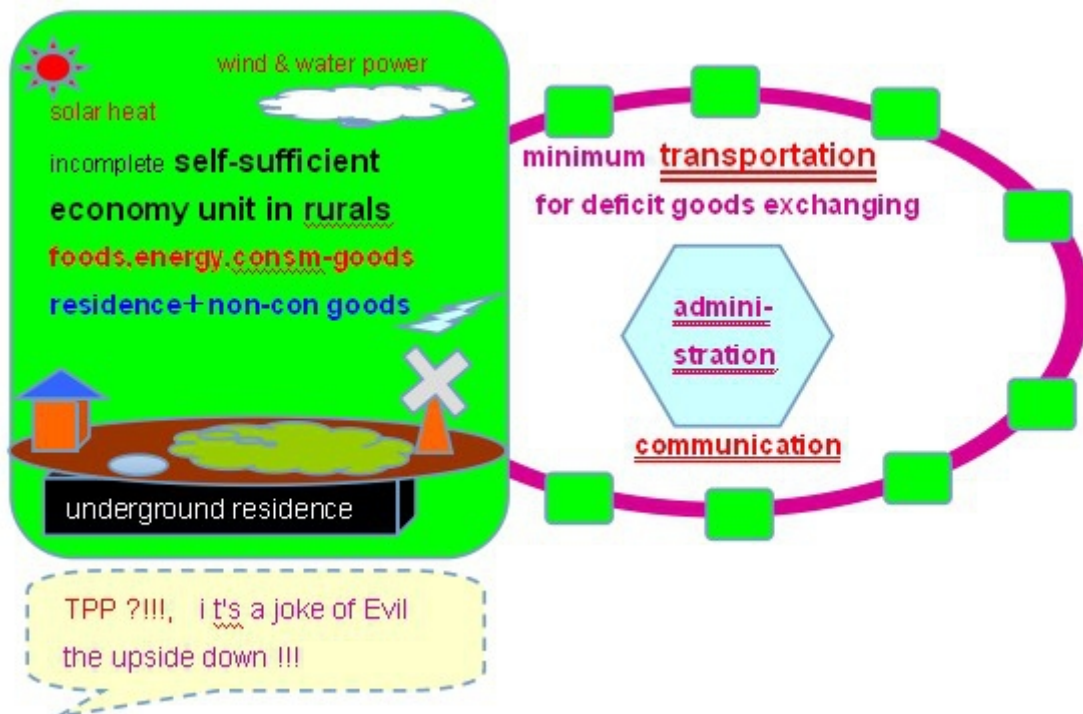 wind & water power
solar heat
incomplete self-sufficient
economy unit in rurals
foods,energy,consm-goods
residence+non-con goods
underground residence
TPP ?!!!, i t's a joke of Evil
the upside down !!!
minimum transportation
for deficit goods exchanging
admini-
stration
communication